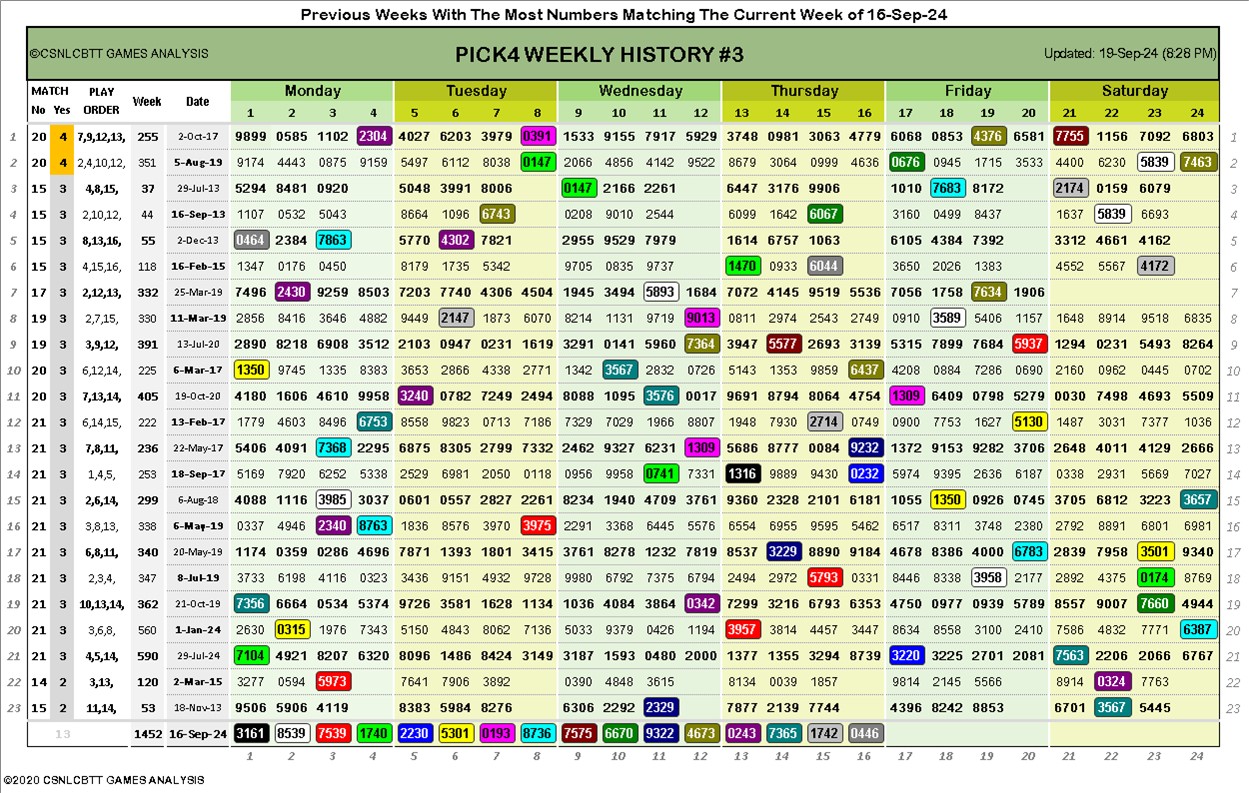 Previous Weeks With The Most Numbers Matching The Current Week of 16-Sep-24
©CSNLCBTT GAMES ANALYSIS PICK4 WEEKLY HISTORY #3 Updated: 19-Sep-24 (8:28 PM)
MATCH PLAY Week Date Monday Tuesday Wednesday Thursday Friday Saturday
No Yes ORDER 1 2 3 4 5 6 7 8 9 10 11 12 13 14 15 16 17 18 19 20 21 22 23 24
1 20 4 7,9,12,13, 255 2-Oct-17 9899 0585 1102 2304 4027 6203 3979 0391 1533 9155 7917 5929 3748 0981 3063 4779 6068 0853 4376 6581 7755 1156 7092 6803 1
2 20 4 2,4,10,12, 351 5-Aug-19 9174 4443 0875 9159 5497 6112 8038 0147 2066 4856 4142 9522 8679 3064 0999 4636 0676 0945 1715 3533 4400 6230 5839 7463 2
3 15 3 4,8,15, 37 29-Jul-13 5294 8481 0920 5048 3991 8006 0147 2166 2261 6447 3176 9906 1010 7683 8172 2174 0159 6079 3
4 15 3 2,10,12, 44 16-Sep-13 1107 0532 5043 8664 1096 6743 0208 9010 2544 6099 1642 6067 3160 0499 8437 1637 5839 6693 4
5 15 3 8,13,16, 55 2-Dec-13 0464 2384 7863 5770 4302 7821 2955 9529 7979 1614 6757 1063 6105 4384 7392 3312 4661 4162 5
6 15 3 4,15,16, 118 16-Feb-15 1347 0176 0450 8179 1735 5342 9705 0835 9737 1470 0933 6044 3650 2026 1383 4552 5567 4172 6
7 17 3 2,12,13, 332 25-Mar-19 7496 2430 9259 8503 7203 7740 4306 4504 1945 3494 5893 1684 7072 4145 9519 5536 7056 1758 7634 1906 7
8 19 3 2,7,15, 330 11-Mar-19 2856 8416 3646 4882 9449 2147 1873 6070 8214 1131 9719 9013 0811 2974 2543 2749 0910 3589 5406 1157 1648 8914 9518 6835 8
9 19 3 3,9,12, 391 13-Jul-20 2890 8218 6908 3512 2103 0947 0231 1619 3291 0141 5960 7364 3947 5577 2693 3139 5315 7899 7684 5937 1294 0231 5493 8264 9
10 20 3 6,12,14, 225 6-Mar-17 1350 9745 1335 8383 3653 2866 4338 2771 1342 3567 2832 0726 5143 1353 9859 6437 4208 0884 7286 0690 2160 0962 0445 0702 10
11 20 3 7,13,14, 405 19-Oct-20 4180 1606 4610 9958 3240 0782 7249 2494 8088 1095 3576 0017 9691 8794 8064 4754 1309 6409 0798 5279 0030 7498 4693 5509 11
12 21 3 6,14,15, 222 13-Feb-17 1779 4603 8496 6753 8558 9823 0713 7186 7329 7029 1966 8807 1948 7930 2714 0749 0900 7753 1627 5130 1487 3031 7377 1036 12
13 21 3 7,8,11, 236 22-May-17 5406 4091 7368 2295 6875 8305 2799 7332 2462 9327 6231 1309 5686 8777 0084 9232 1372 9153 9282 3706 2648 4011 4129 2666 13
14 21 3 1,4,5, 253 18-Sep-17 5169 7920 6252 5338 2529 6981 2050 0118 0956 9958 0741 7331 1316 9889 9430 0232 5974 9395 2636 6187 0338 2931 5669 7027 14
15 21 3 2,6,14, 299 6-Aug-18 4088 1116 3985 3037 0601 0557 2827 2261 8234 1940 4709 3761 9360 2328 2101 6181 1055 1350 0926 0745 3705 6812 3223 3657 15
16 21 3 3,8,13, 338 6-May-19 0337 4946 2340 8763 1836 8576 3970 3975 2291 3368 6445 5576 6554 6955 9595 5462 6517 8311 3748 2380 2792 8891 6801 6981 16
17 21 3 6,8,11, 340 20-May-19 1174 0359 0286 4696 7871 1393 1801 3415 3761 8278 1232 7819 8537 3229 8890 9184 4678 8386 4000 6783 2839 7958 3501 9340 17
18 21 3 2,3,4, 347 8-Jul-19 3733 6198 4116 0323 3436 9151 4932 9728 9980 6792 7375 6794 2494 2972 5793 0331 8446 8338 3958 2177 2892 4375 0174 8769 18
19 21 3 10,13,14, 362 21-Oct-19 7356 6664 0534 5374 9726 3581 1628 1134 1036 4084 3864 0342 7299 3216 6793 6353 4750 0977 0939 5789 8557 9007 7660 4944 19
20 21 3 3,6,8, 560 1-Jan-24 2630 0315 1976 7343 5150 4843 0062 7136 5033 9379 0426 1194 3957 3814 4457 3447 8634 8558 3100 2410 7586 4832 7771 6387 20
21 21 3 4,5,14, 590 29-Jul-24 7104 4921 8207 6320 8096 1486 8424 3149 3187 1593 0480 2000 1377 1355 3294 8739 3220 3225 2701 2081 7563 2206 2066 6767 21
22 14 2 3,13, 120 2-Mar-15 3277 0594 5973 7641 7906 3892 0390 4848 3615 8134 0039 1857 9814 2145 5566 8914 0324 7763 22
23 15 2 11,14, 53 18-Nov-13 9506 5906 4119 8383 5984 8276 6306 2292 2329 7877 2139 7744 4396 8242 8853 6701 3567 5445 23
13 1452 16-Sep-24 3161 8539 7539 1740 2230 5301 0193 8736 7575 6670 9322 4673 0243 7365 1742 0446
1 2 3 4 5 6 7 8 9 10 11 12 13 14 15 16 17 18 19 20 21 22 23 24
©2020 CSNLCBTT GAMES ANALYSIS